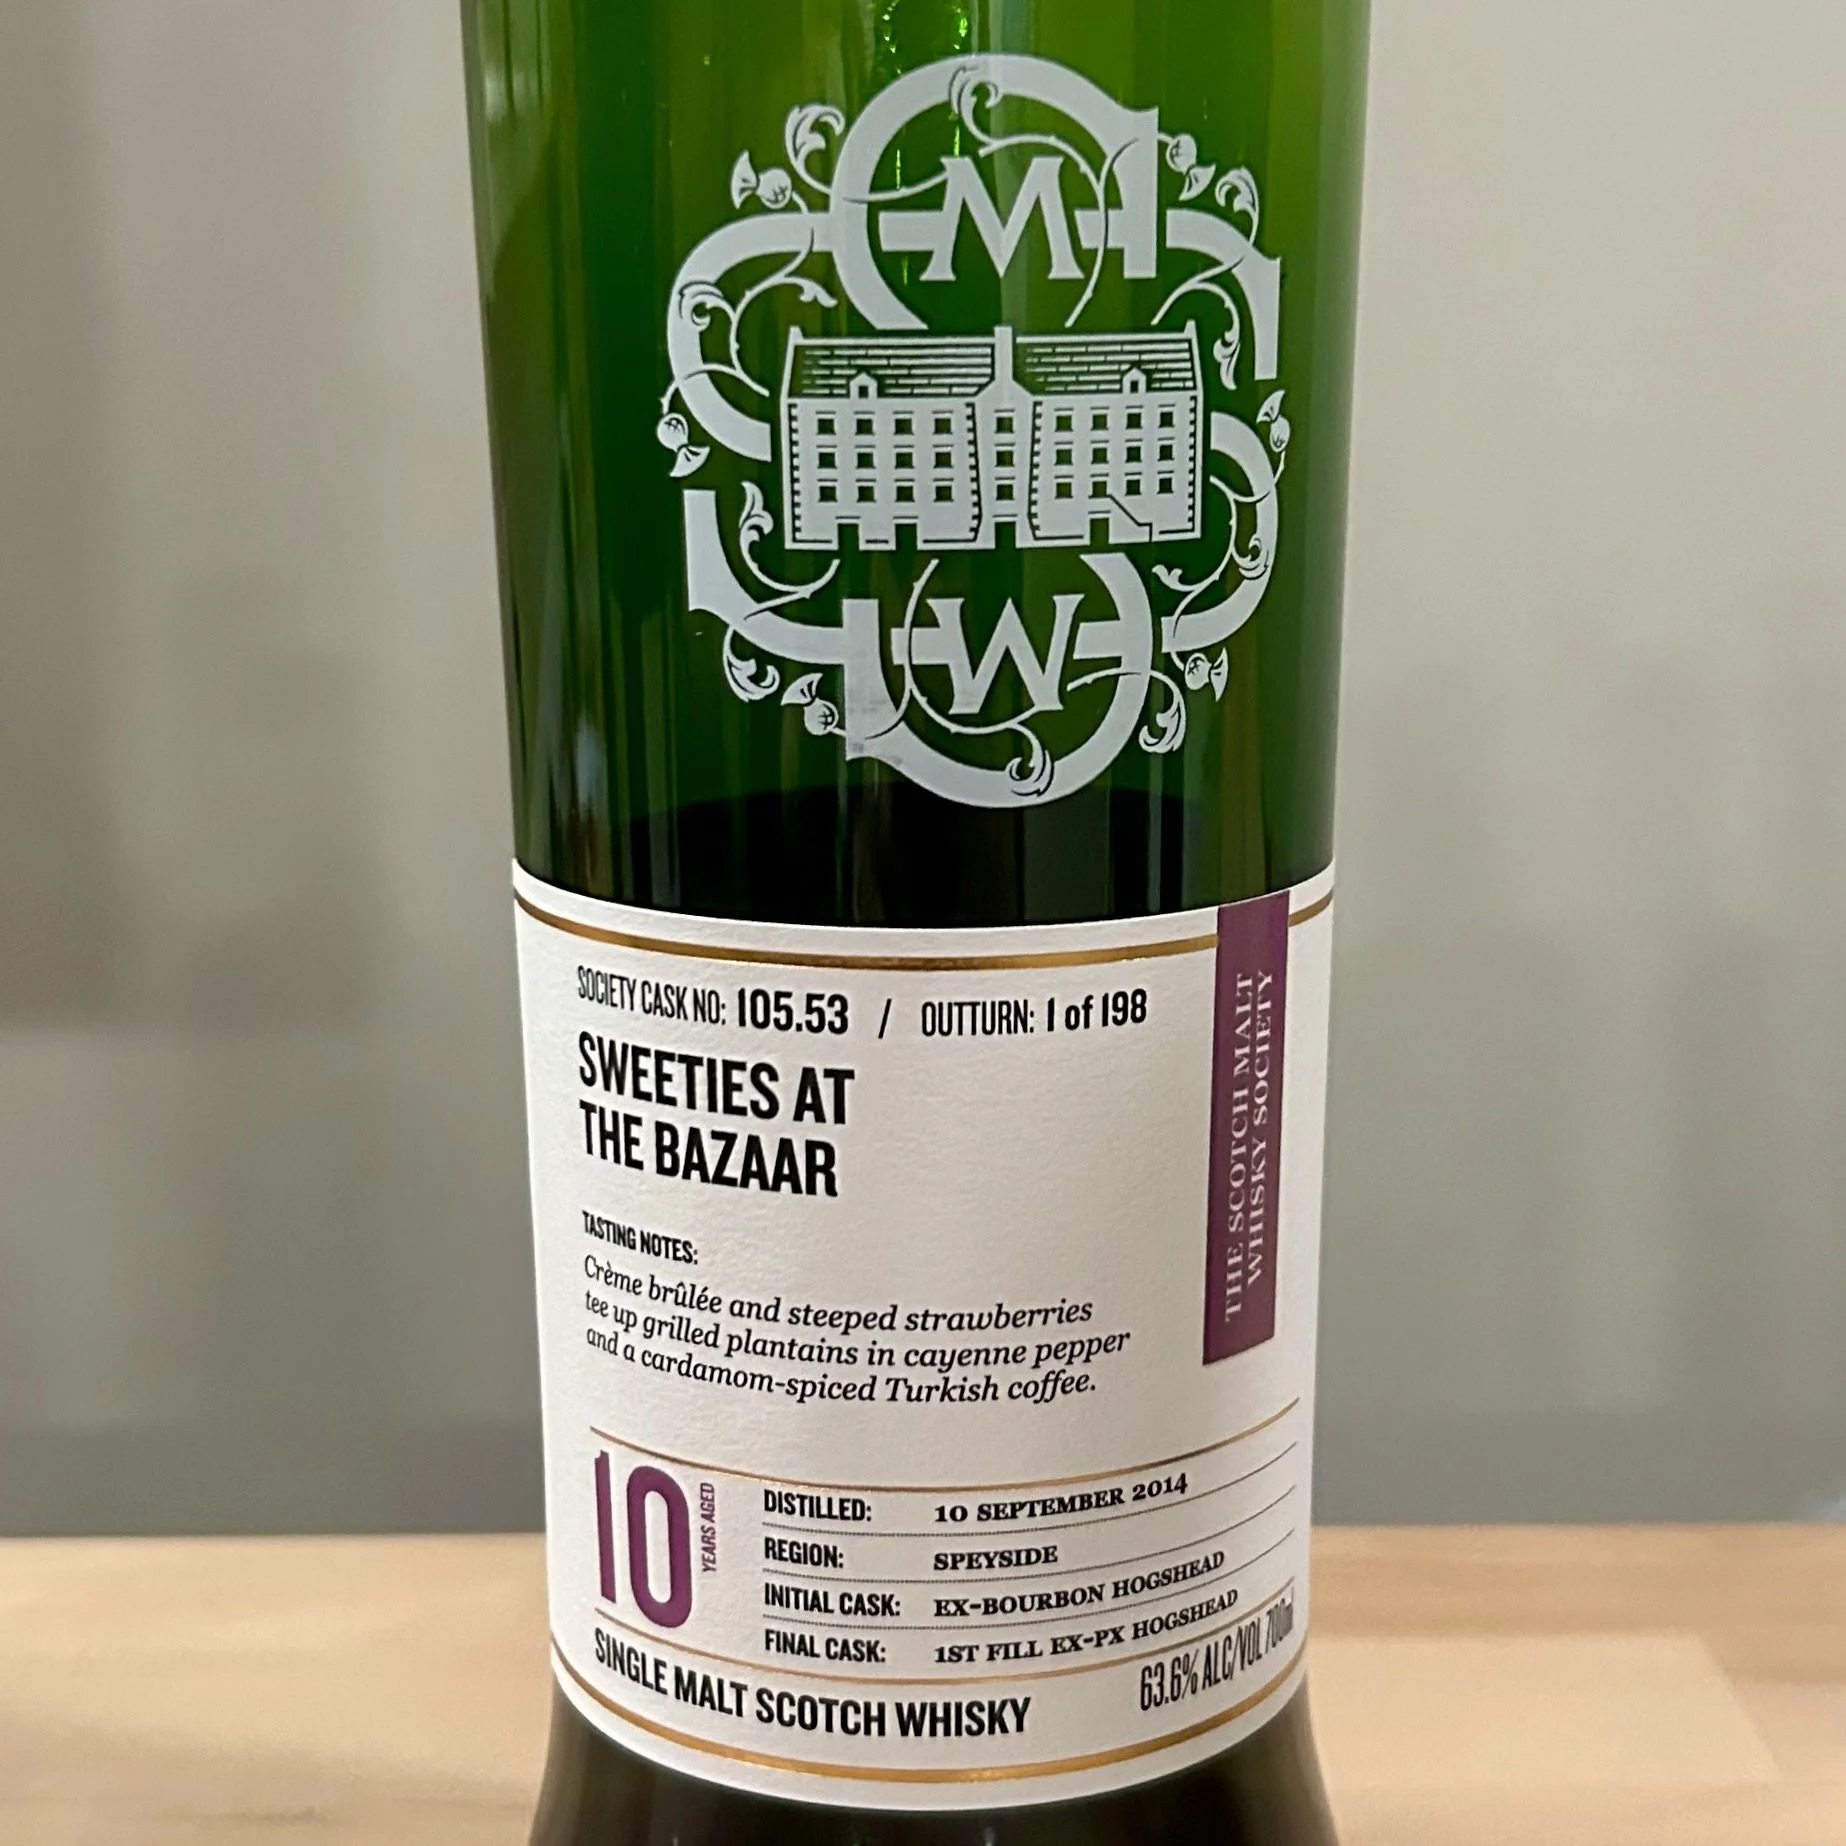 SOCIETY CASK NO: 105.53 / OUTTURN: 1 of 198
SWEETIES AT
THE BAZAAR
TASTING NOTES:
Crème brûlée and steeped strawberries
tee up grilled plantains in cayenne pepper
and a cardamom-spiced Turkish coffee.
THE SCOTCH MALT
WHISKY SOCIETY
10 YEARS AGED
DISTILLED: 10 SEPTEMBER 2014
REGION: SPEYSIDE
INITIAL CASK: EX-BOURBON HOGSHEAD
FINAL CASK: 1ST FILL EX-PX HOGSHEAD
SINGLE MALT SCOTCH WHISKY
63.6% ALC/VOL 700ml